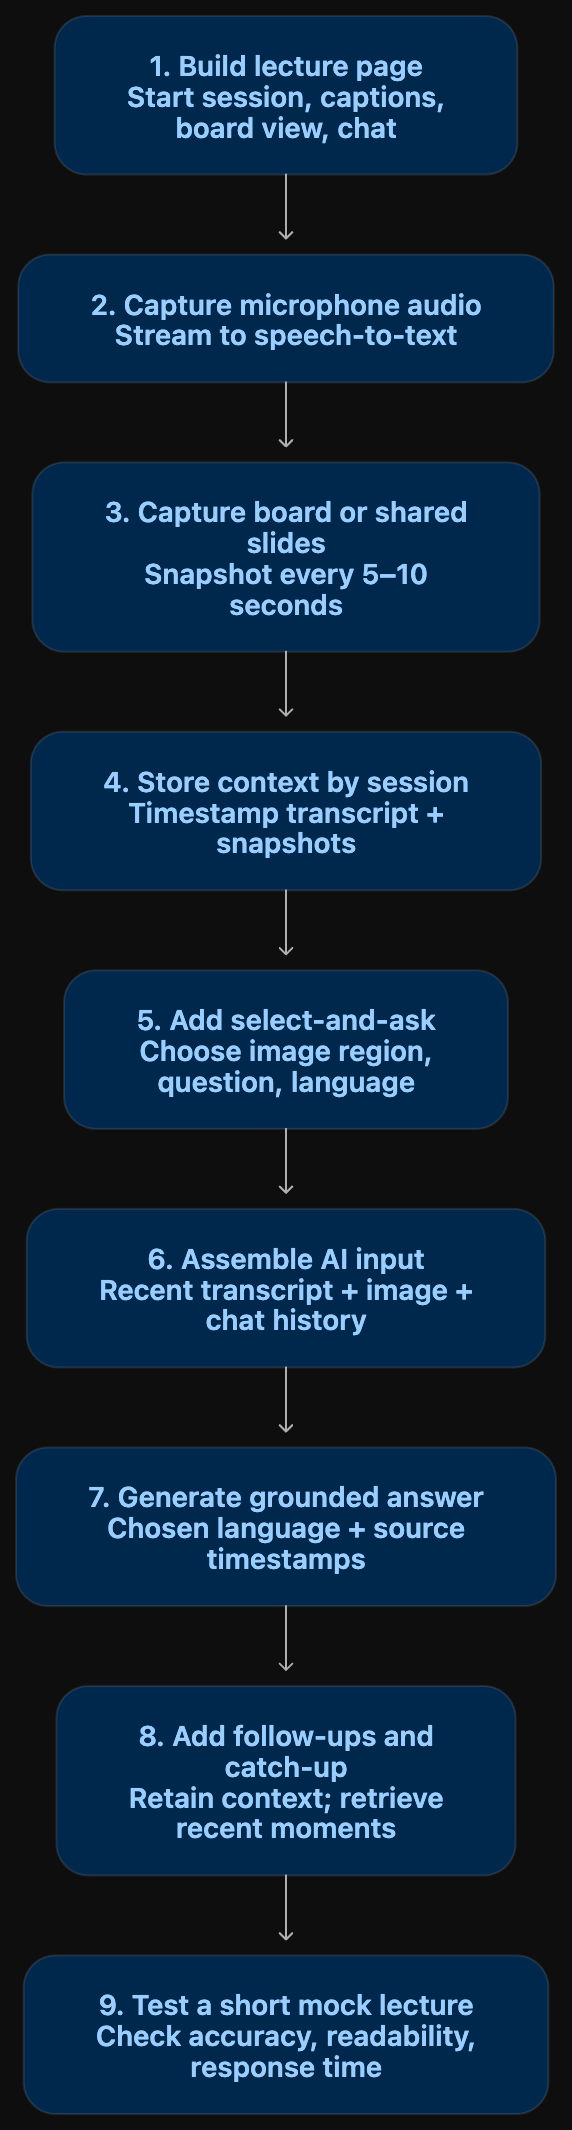 1. Build lecture page
Start session, captions,
board view, chat
2. Capture microphone audio
Stream to speech-to-text
3. Capture board or shared
slides
Snapshot every 5–10
seconds
4. Store context by session
Timestamp transcript +
snapshots
5. Add select-and-ask
Choose image region,
question, language
6. Assemble AI input
Recent transcript + image +
chat history
7. Generate grounded answer
Chosen language + source
timestamps
8. Add follow-ups and
catch-up
Retain context; retrieve
recent moments
9. Test a short mock lecture
Check accuracy, readability,
response time